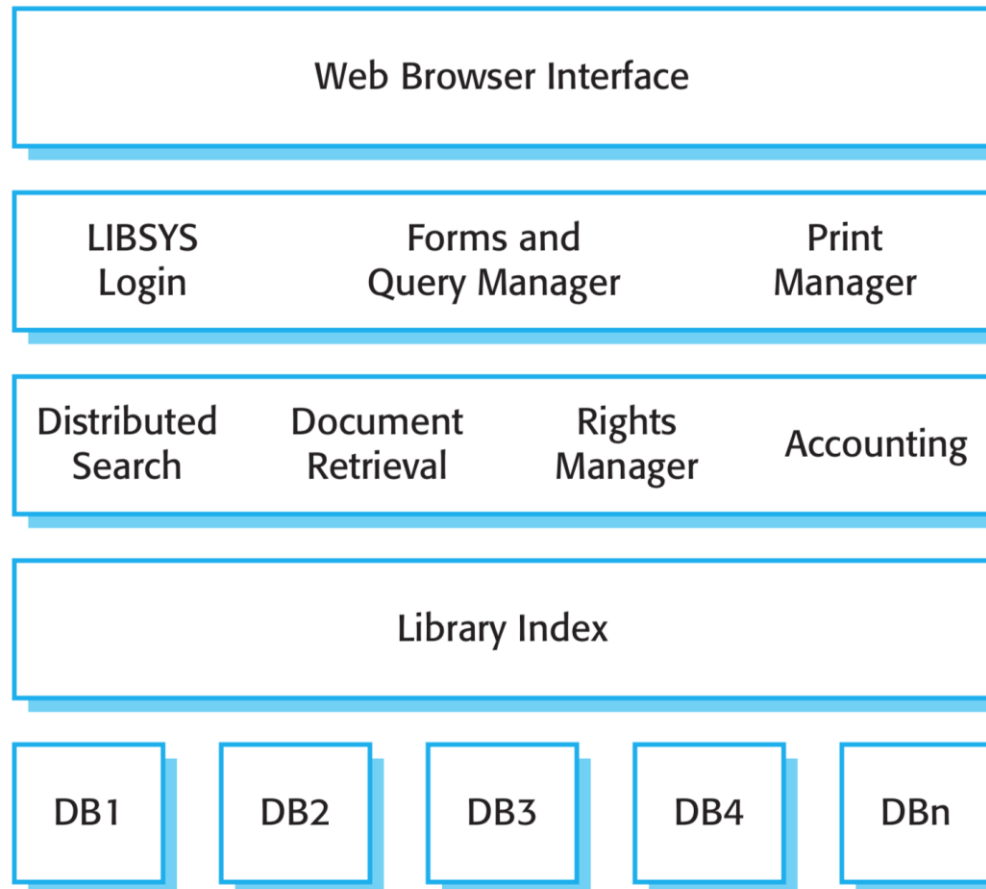 Web Browser Interface
LIBSYS
Login
Forms and
Query Manager
Print
Manager
Distributed
Search
Document
Retrieval
Rights
Manager
Accounting
Library Index
DB1
DB2
DB3
DB4
DBn